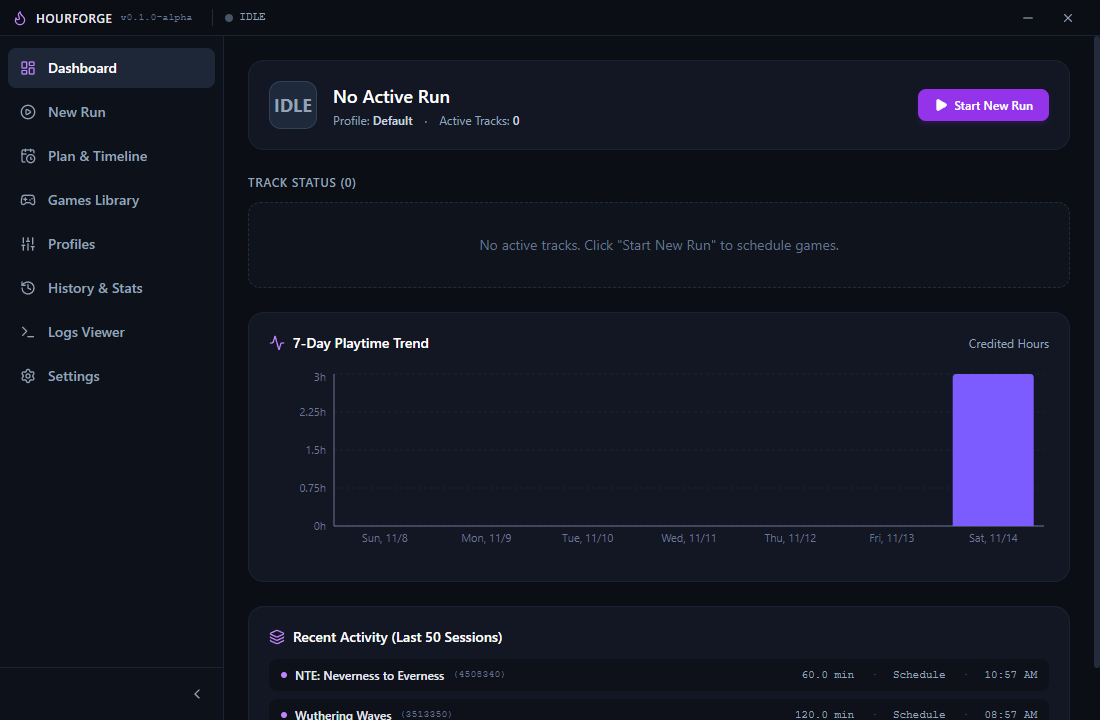 HOURFORGE v0.1.0-alpha IDLE
Dashboard
New Run
Plan & Timeline
Games Library
Profiles
History & Stats
Logs Viewer
Settings
IDLE
No Active Run
Profile: Default · Active Tracks: 0
Start New Run
TRACK STATUS (0)
No active tracks. Click "Start New Run" to schedule games.
7-Day Playtime Trend
Credited Hours
3h
2.25h
1.5h
0.75h
0h
Sun, 11/8 Mon, 11/9 Tue, 11/10 Wed, 11/11 Thu, 11/12 Fri, 11/13 Sat, 11/14
Recent Activity (Last 50 Sessions)
NTE: Neverness to Everness (4508340) 60.0 min · Schedule · 10:57 AM
Wuthering Waves (3513350) 120.0 min · Schedule · 08:57 AM